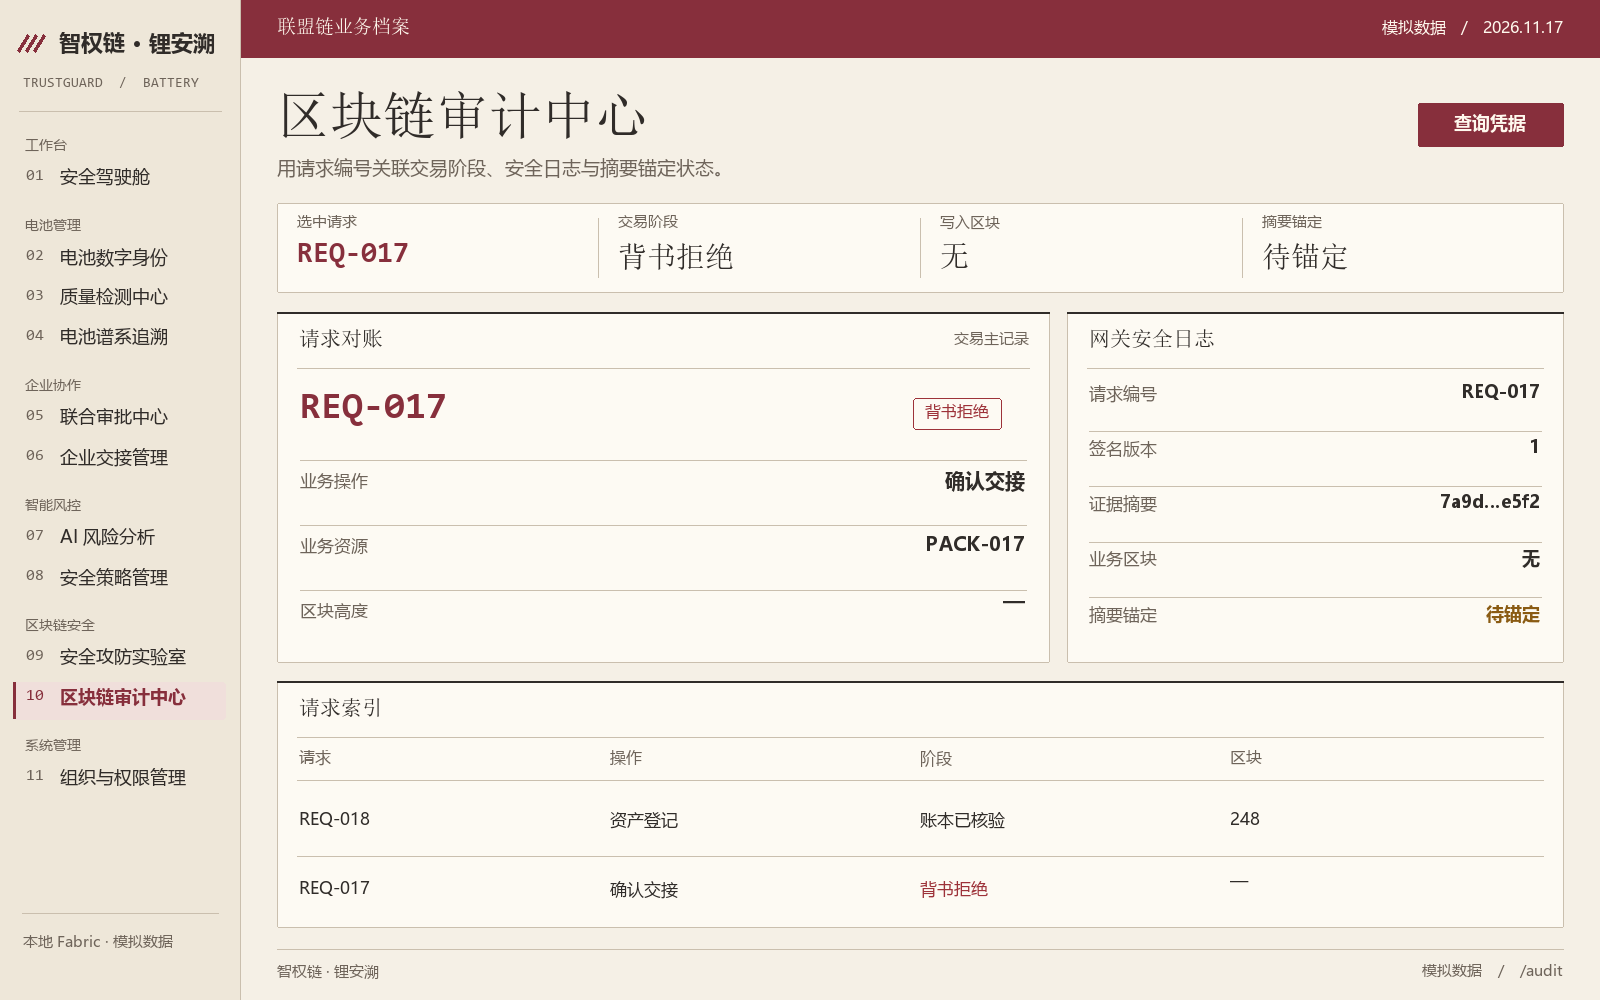 智权链·锂安溯
TRUSTGUARD / BATTERY
工作台
01 安全驾驶舱
电池管理
02 电池数字身份
03 质量检测中心
04 电池谱系追溯
企业协作
05 联合审批中心
06 企业交接管理
智能风控
07 AI 风险分析
08 安全策略管理
区块链安全
09 安全攻防实验室
10 区块链审计中心
系统管理
11 组织与权限管理
本地 Fabric · 模拟数据
联盟链业务档案
模拟数据 / 2026.11.17
区块链审计中心
查询凭据
用请求编号关联交易阶段、安全日志与摘要锚定状态。
选中请求 交易阶段 写入区块 摘要锚定
REQ-017 背书拒绝 无 待锚定
请求对账 交易主记录
REQ-017 背书拒绝
业务操作 确认交接
业务资源 PACK-017
区块高度 —
网关安全日志
请求编号 REQ-017
签名版本 1
证据摘要 7a9d...e5f2
业务区块 无
摘要锚定 待锚定
请求索引
请求 操作 阶段 区块
REQ-018 资产登记 账本已核验 248
REQ-017 确认交接 背书拒绝 —
智权链 · 锂安溯
模拟数据 / /audit